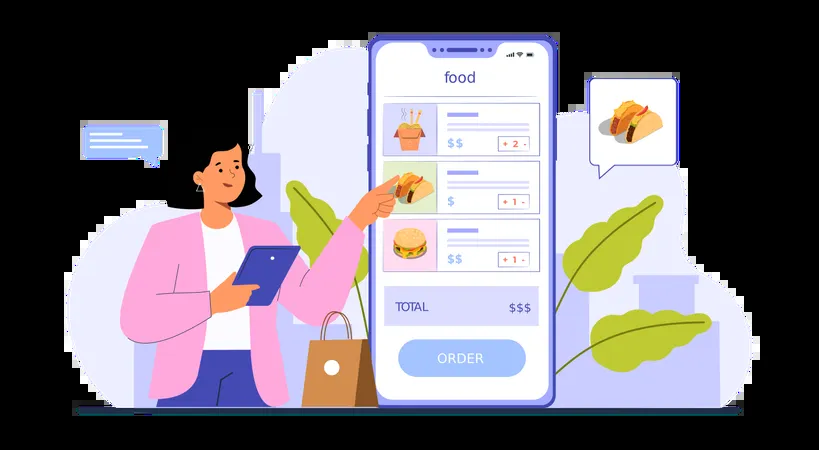 food
$$
+ 2 -
$
+ 1 -
$$
+ 1 -
TOTAL $$$
ORDER